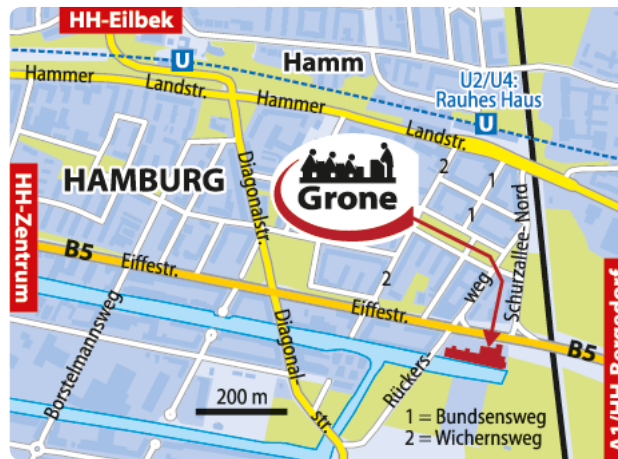 HH-Eilbek
U
Hammer
Landstr.
Hamm
Hammer
Landstr.
U2/U4:
Rauhes Haus
U
HAMBURG
Grone
HH-Zentrum
Diagonalstr.
2
1
1
Schurzallee-Nord
B5
Eiffestr.
2
weg
Eiffestr.
B5
A1/HH-Bergedorf
Borstelmannsweg
Diagonal-
str.
Rückers-
200 m
1 = Bundsensweg
2 = Wichernsweg